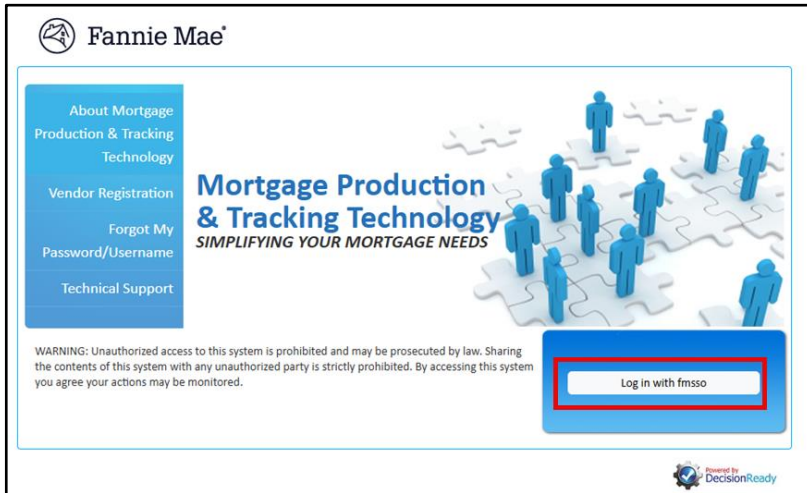 Fannie Mae®
About Mortgage
Production & Tracking
Technology
Vendor Registration
Forgot My
Password/Username
Technical Support
Mortgage Production
& Tracking Technology
SIMPLIFYING YOUR MORTGAGE NEEDS
WARNING: Unauthorized access to this system is prohibited and may be prosecuted by law. Sharing
the contents of this system with any unauthorized party is strictly prohibited. By accessing this system
you agree your actions may be monitored.
Log in with fmsso
Powered by
DecisionReady